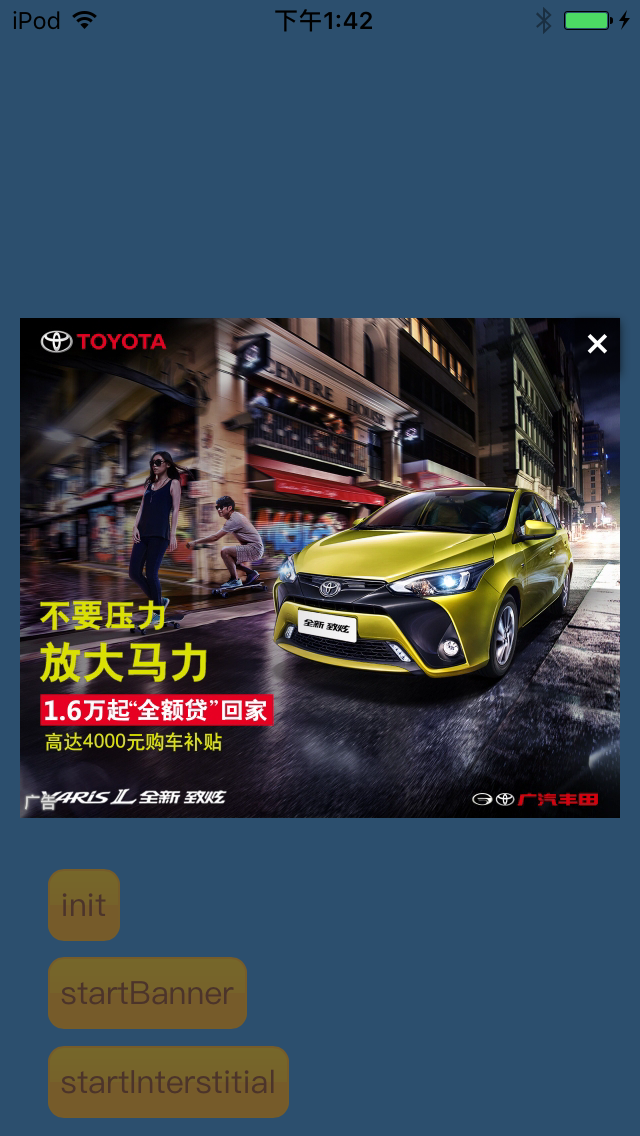 iPod 下午1:42
TOYOTA
CENTRE HOUSE
不要压力
放大马力
1.6万起“全额贷”回家
高达4000元购车补贴
全新 致炫
广告
YARiS L 全新 致炫
广汽丰田
init
startBanner
startInterstitial